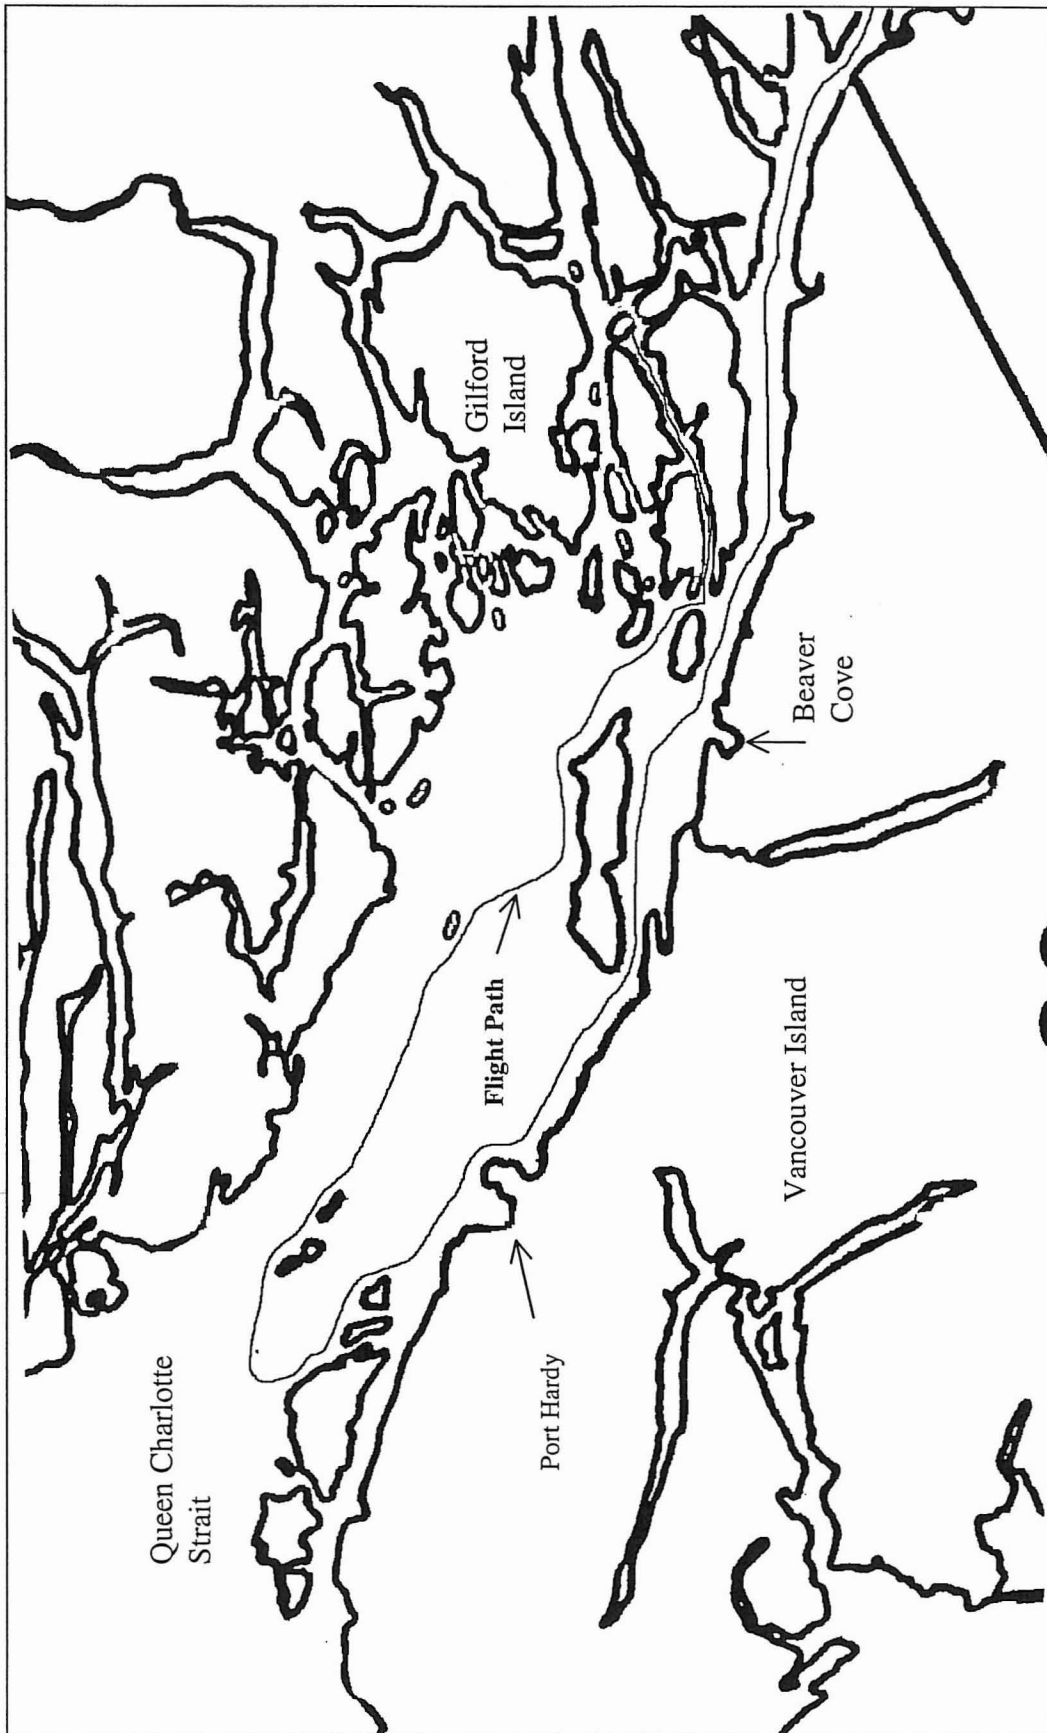 Queen Charlotte
Strait
Gilford
Island
Flight Path
Port Hardy
Beaver
Cove
Vancouver Island